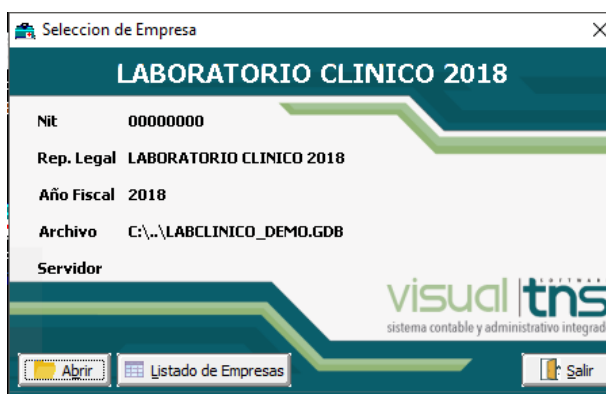 Seleccion de Empresa
LABORATORIO CLINICO 2018
Nit 00000000
Rep. Legal LABORATORIO CLINICO 2018
Año Fiscal 2018
Archivo C:\..\LABCLINICO_DEMO.GDB
Servidor
SOFTWARE
visual tns
sistema contable y administrativo integrad
Abrir Listado de Empresas Salir